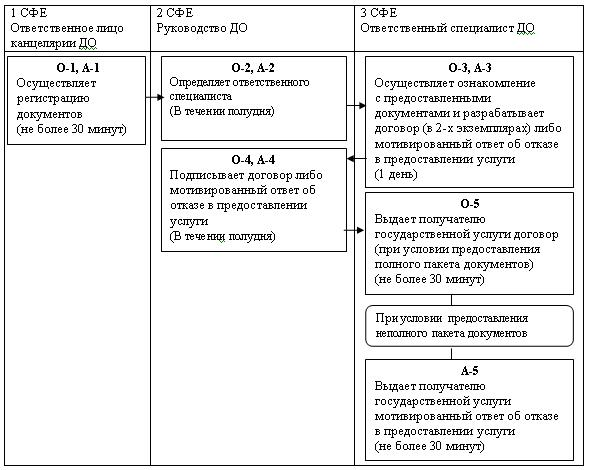 1 СФЕ
Ответственное лицо
канцелярии ДО
2 СФЕ
Руководство ДО
3 СФЕ
Ответственный специалист ДО
О-1, А-1
Осуществляет
регистрацию
документов
(не более 30 минут)
О-2, А-2
Определяет ответственного
специалиста
(В течении полудня)
О-3, А-3
Осуществляет ознакомление
с предоставленными
документами и разрабатывает
договор (в 2-х экземплярах) либо
мотивированный ответ об отказе
в предоставлении услуги
(1 день)
О-4, А-4
Подписывает договор либо
мотивированный ответ об
отказе в предоставлении
услуги
(В течении полудня)
О-5
Выдает получателю
государственной услуги договор
(при условии предоставления
полного пакета документов)
(не более 30 минут)
При условии предоставления
неполного пакета документов
А-5
Выдает получателю
государственной услуги
мотивированный ответ об отказе
в предоставлении услуги
(не более 30 минут)